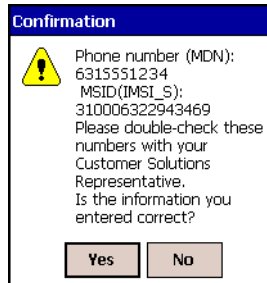 Confirmation
Phone number (MDN):
6315551234
MSID(IMSI_S):
310006322943469
Please double-check these
numbers with your
Customer Solutions
Representative.
Is the information you
entered correct?
Yes
No